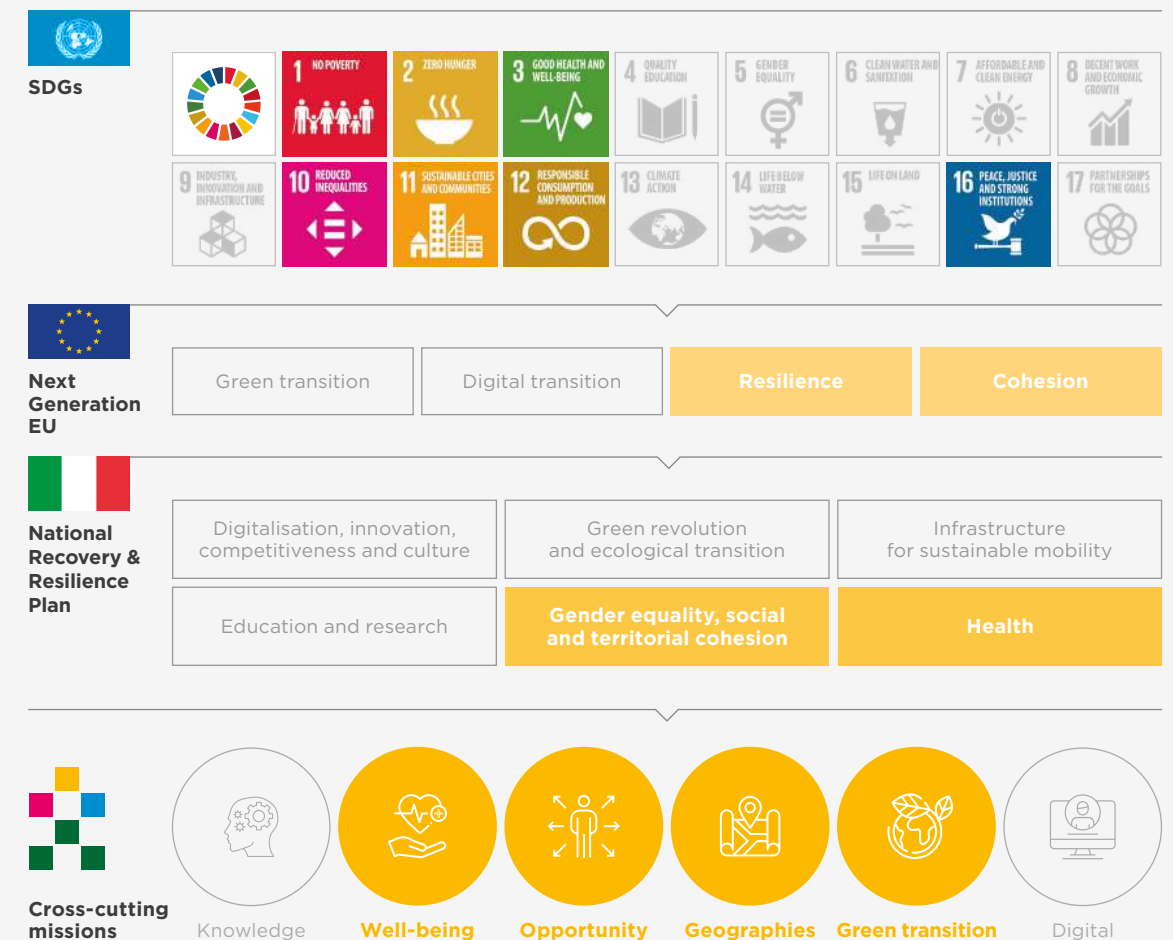 SDGs
1 NO POVERTY
2 ZERO HUNGER
3 GOOD HEALTH AND
WELL-BEING
4 QUALITY
EDUCATION
5 GENDER
EQUALITY
6 CLEAN WATER AND
SANITATION
7 AFFORDABLE AND
CLEAN ENERGY
8 DECENT WORK
AND ECONOMIC
GROWTH
9 INDUSTRY,
INNOVATION AND
INFRASTRUCTURE
10 REDUCED
INEQUALITIES
11 SUSTAINABLE CITIES
AND COMMUNITIES
12 RESPONSIBLE
CONSUMPTION
AND PRODUCTION
13 CLIMATE
ACTION
14 LIFE BELOW
WATER
15 LIFE ON LAND
16 PEACE, JUSTICE
AND STRONG
INSTITUTIONS
17 PARTNERSHIPS
FOR THE GOALS
Next
Generation
EU
Green transition
Digital transition
Resilience
Cohesion
National
Recovery &
Resilience
Plan
Digitalisation, innovation,
competitiveness and culture
Green revolution
and ecological transition
Infrastructure
for sustainable mobility
Education and research
Gender equality, social
and territorial cohesion
Health
Cross-cutting
missions
Knowledge
Well-being
Opportunity
Geographies
Green transition
Digital